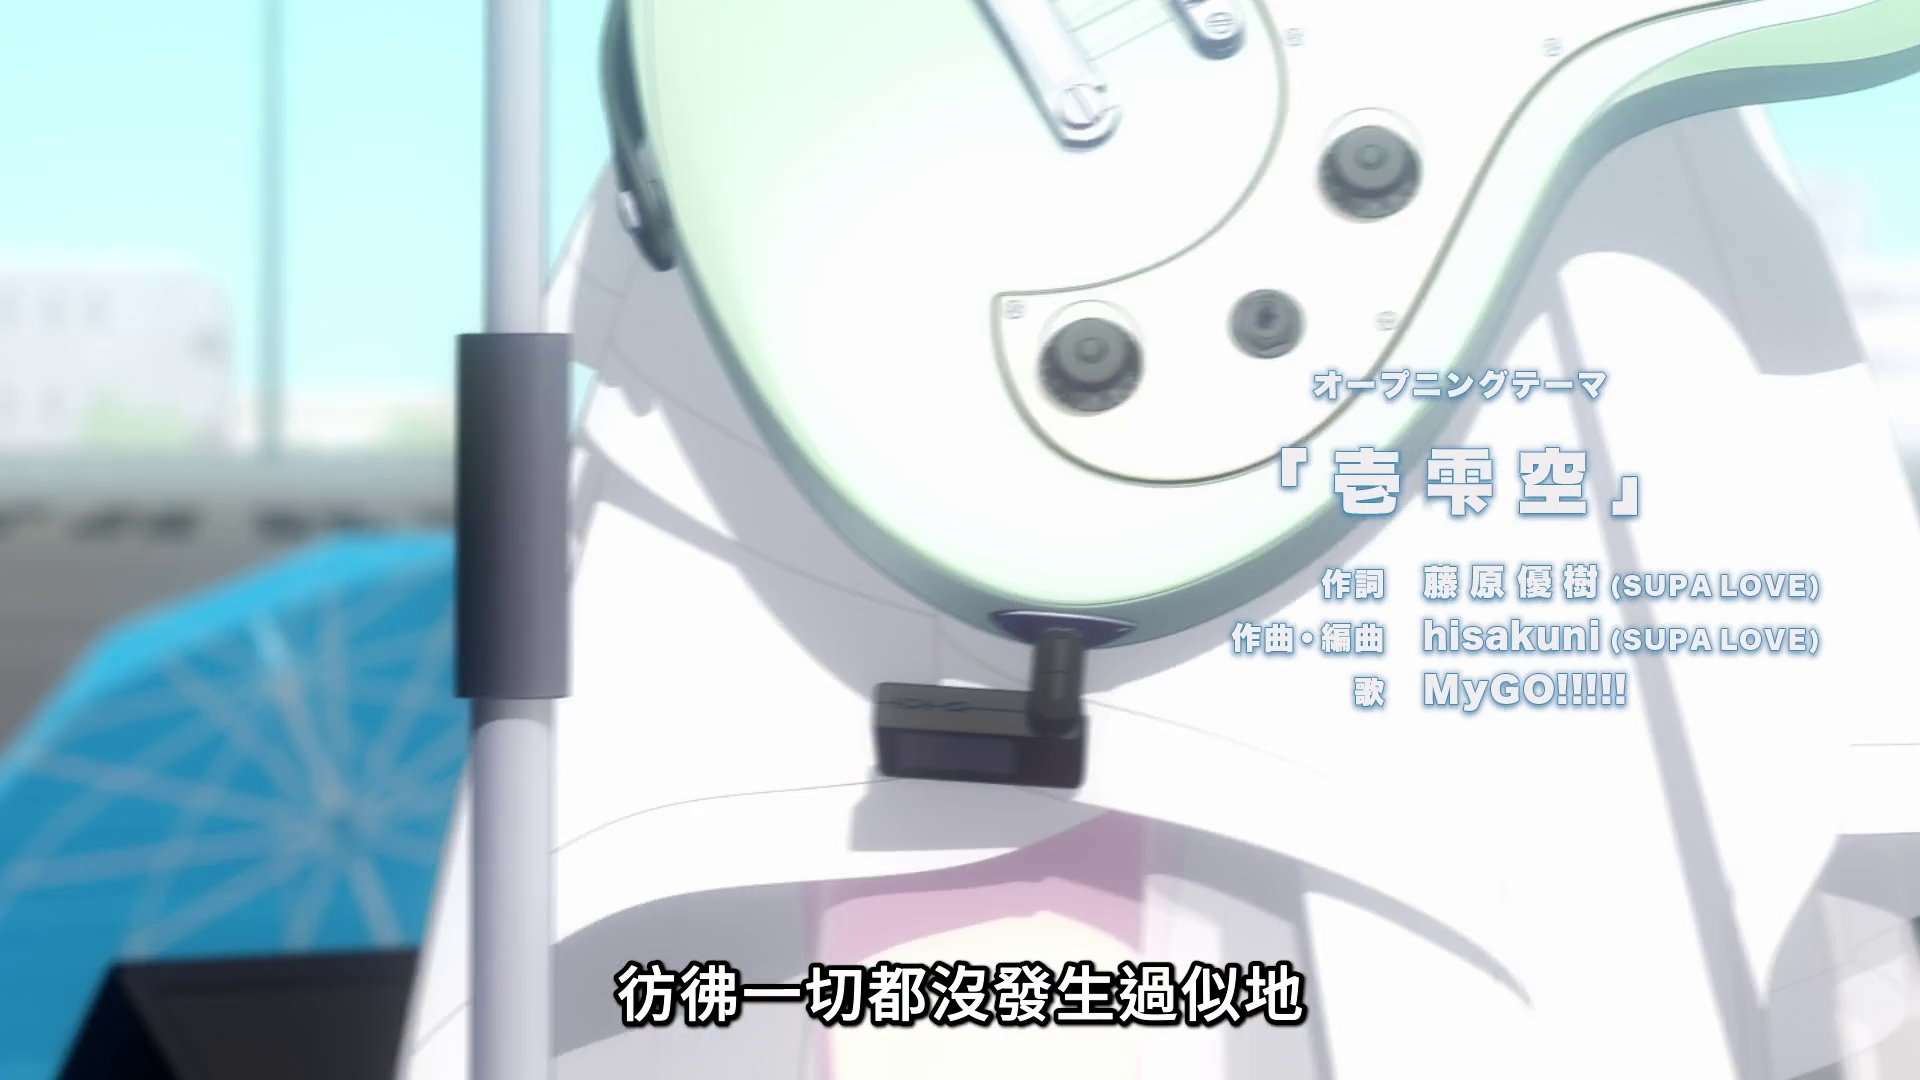 オープニングテーマ
「壱雫空」
作詞 藤原優樹(SUPA LOVE)
作曲・編曲 hisakuni(SUPA LOVE)
歌 MyGO!!!!!
彷彿一切都沒發生過似地